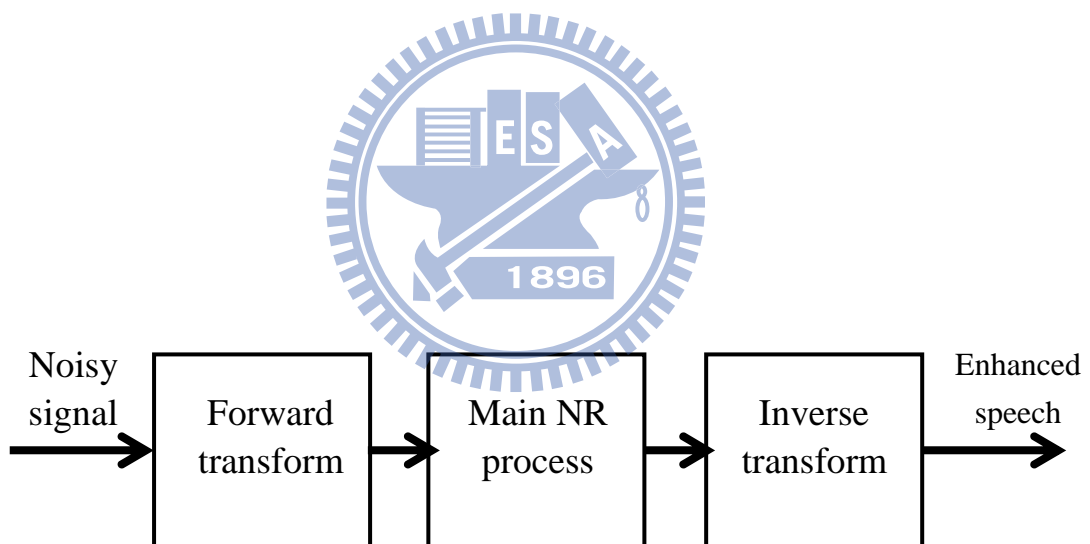 E S A
1896
Noisy
signal
Forward
transform
Main NR
process
Inverse
transform
Enhanced
speech